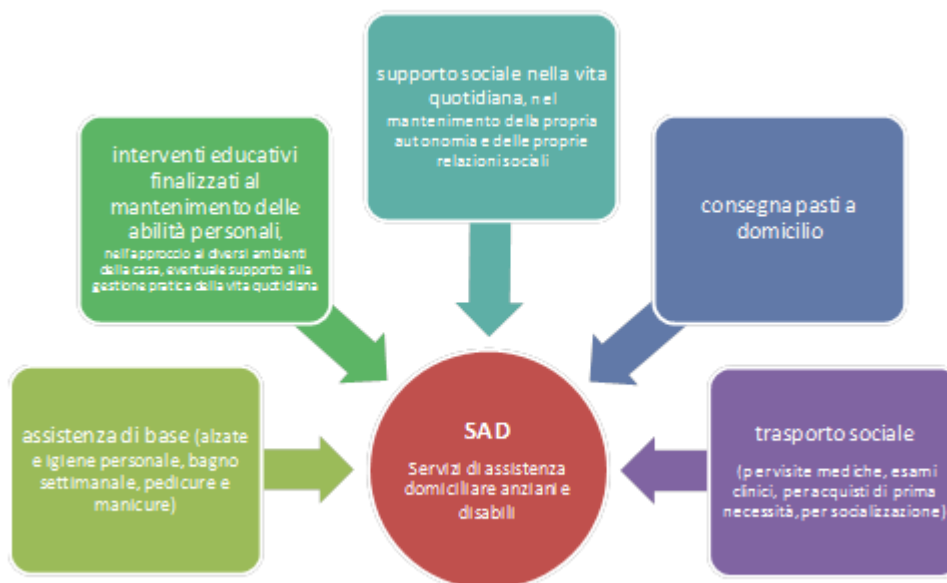 supporto sociale nella vita
quotidiana, nel
mantenimento della propria
autonomia e delle proprie
relazioni sociali
interventi educativi
finalizzati al
mantenimento delle
abilità personali,
nell'approccio ai diversi ambienti
della casa, eventuale supporto alla
gestione pratica della vita quotidiana
consegna pasti a
domicilio
assistenza di base (alzate
e igiene personale, bagno
settimanale, pedicure e
manicure)
SAD
Servizi di assistenza
domiciliare anziani e
disabili
trasporto sociale
(per visite mediche, esami
clinici, per acquisti di prima
necessità, per socializzazione)